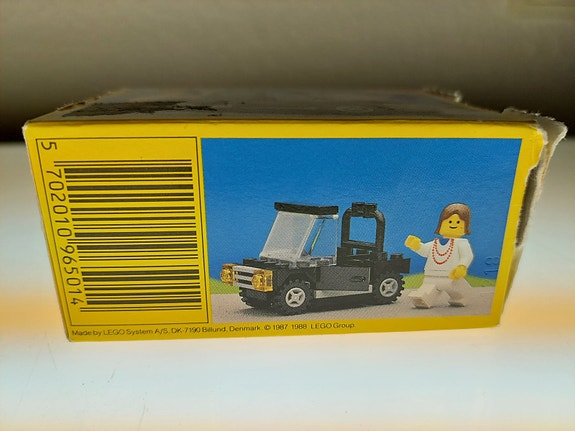 5 702010 965014
Made by LEGO System A/S, DK-7190 Billund, Denmark. © 1987 1988 LEGO Group.